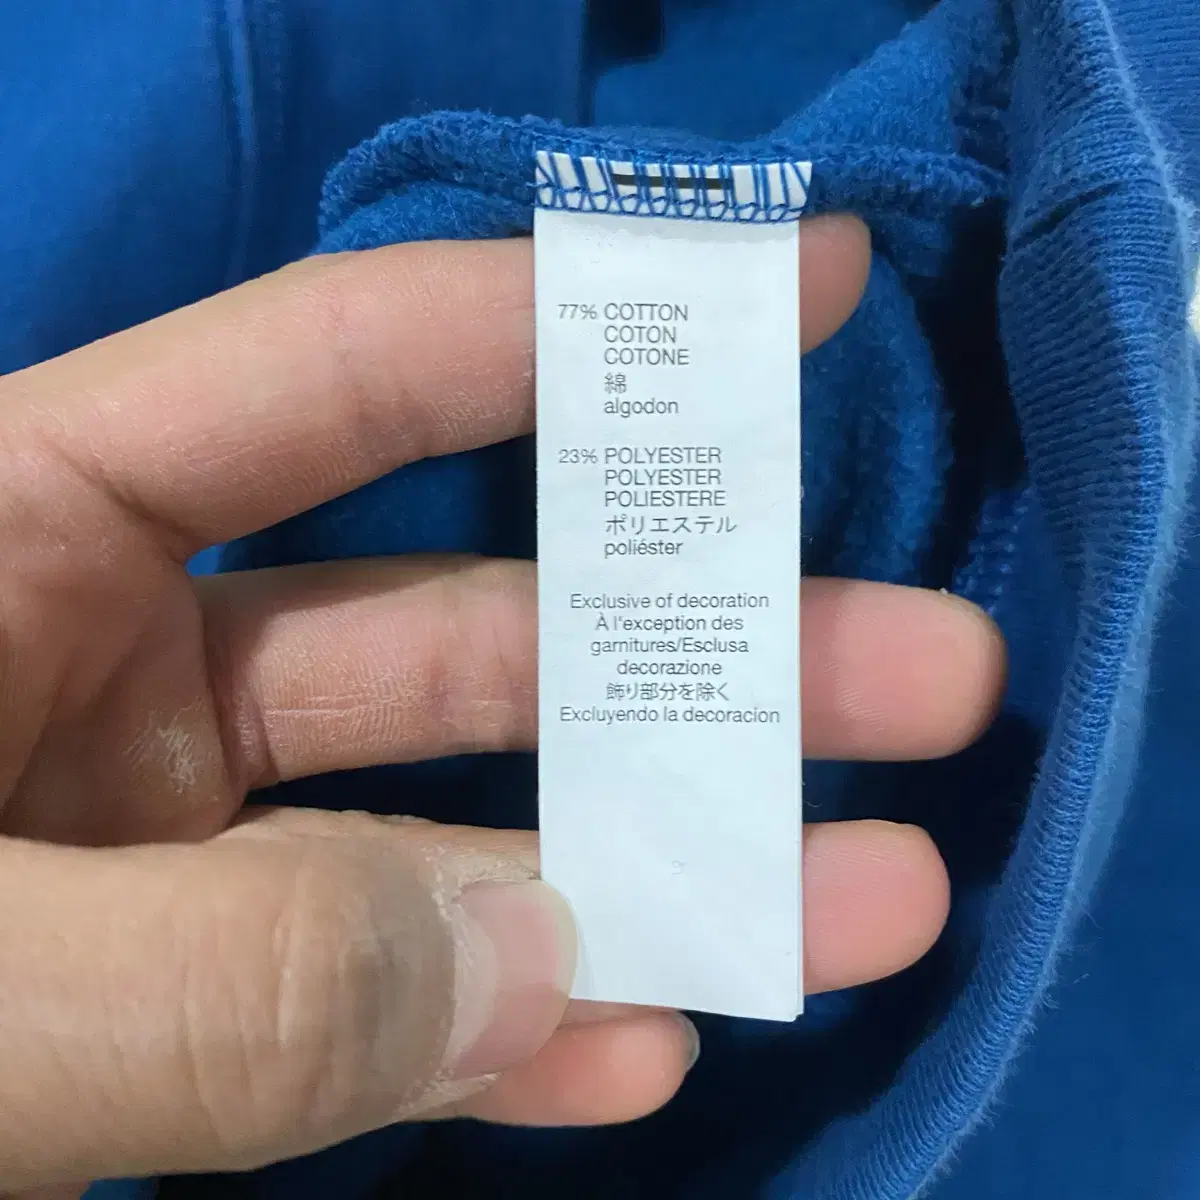 77% COTTON
COTON
COTONE
綿
algodon
23% POLYESTER
POLYESTER
POLIESTERE
ポリエステル
poliéster
Exclusive of decoration
À l'exception des
garnitures/Esclusa
decorazione
飾り部分を除く
Excluyendo la decoracion